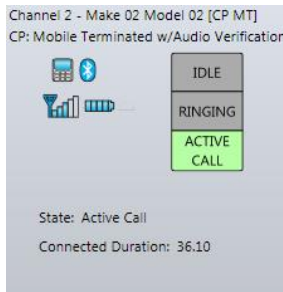 Channel 2 - Make 02 Model 02 [CP MT]
CP: Mobile Terminated w/Audio Verification
IDLE
RINGING
ACTIVE
CALL
State: Active Call
Connected Duration: 36.10